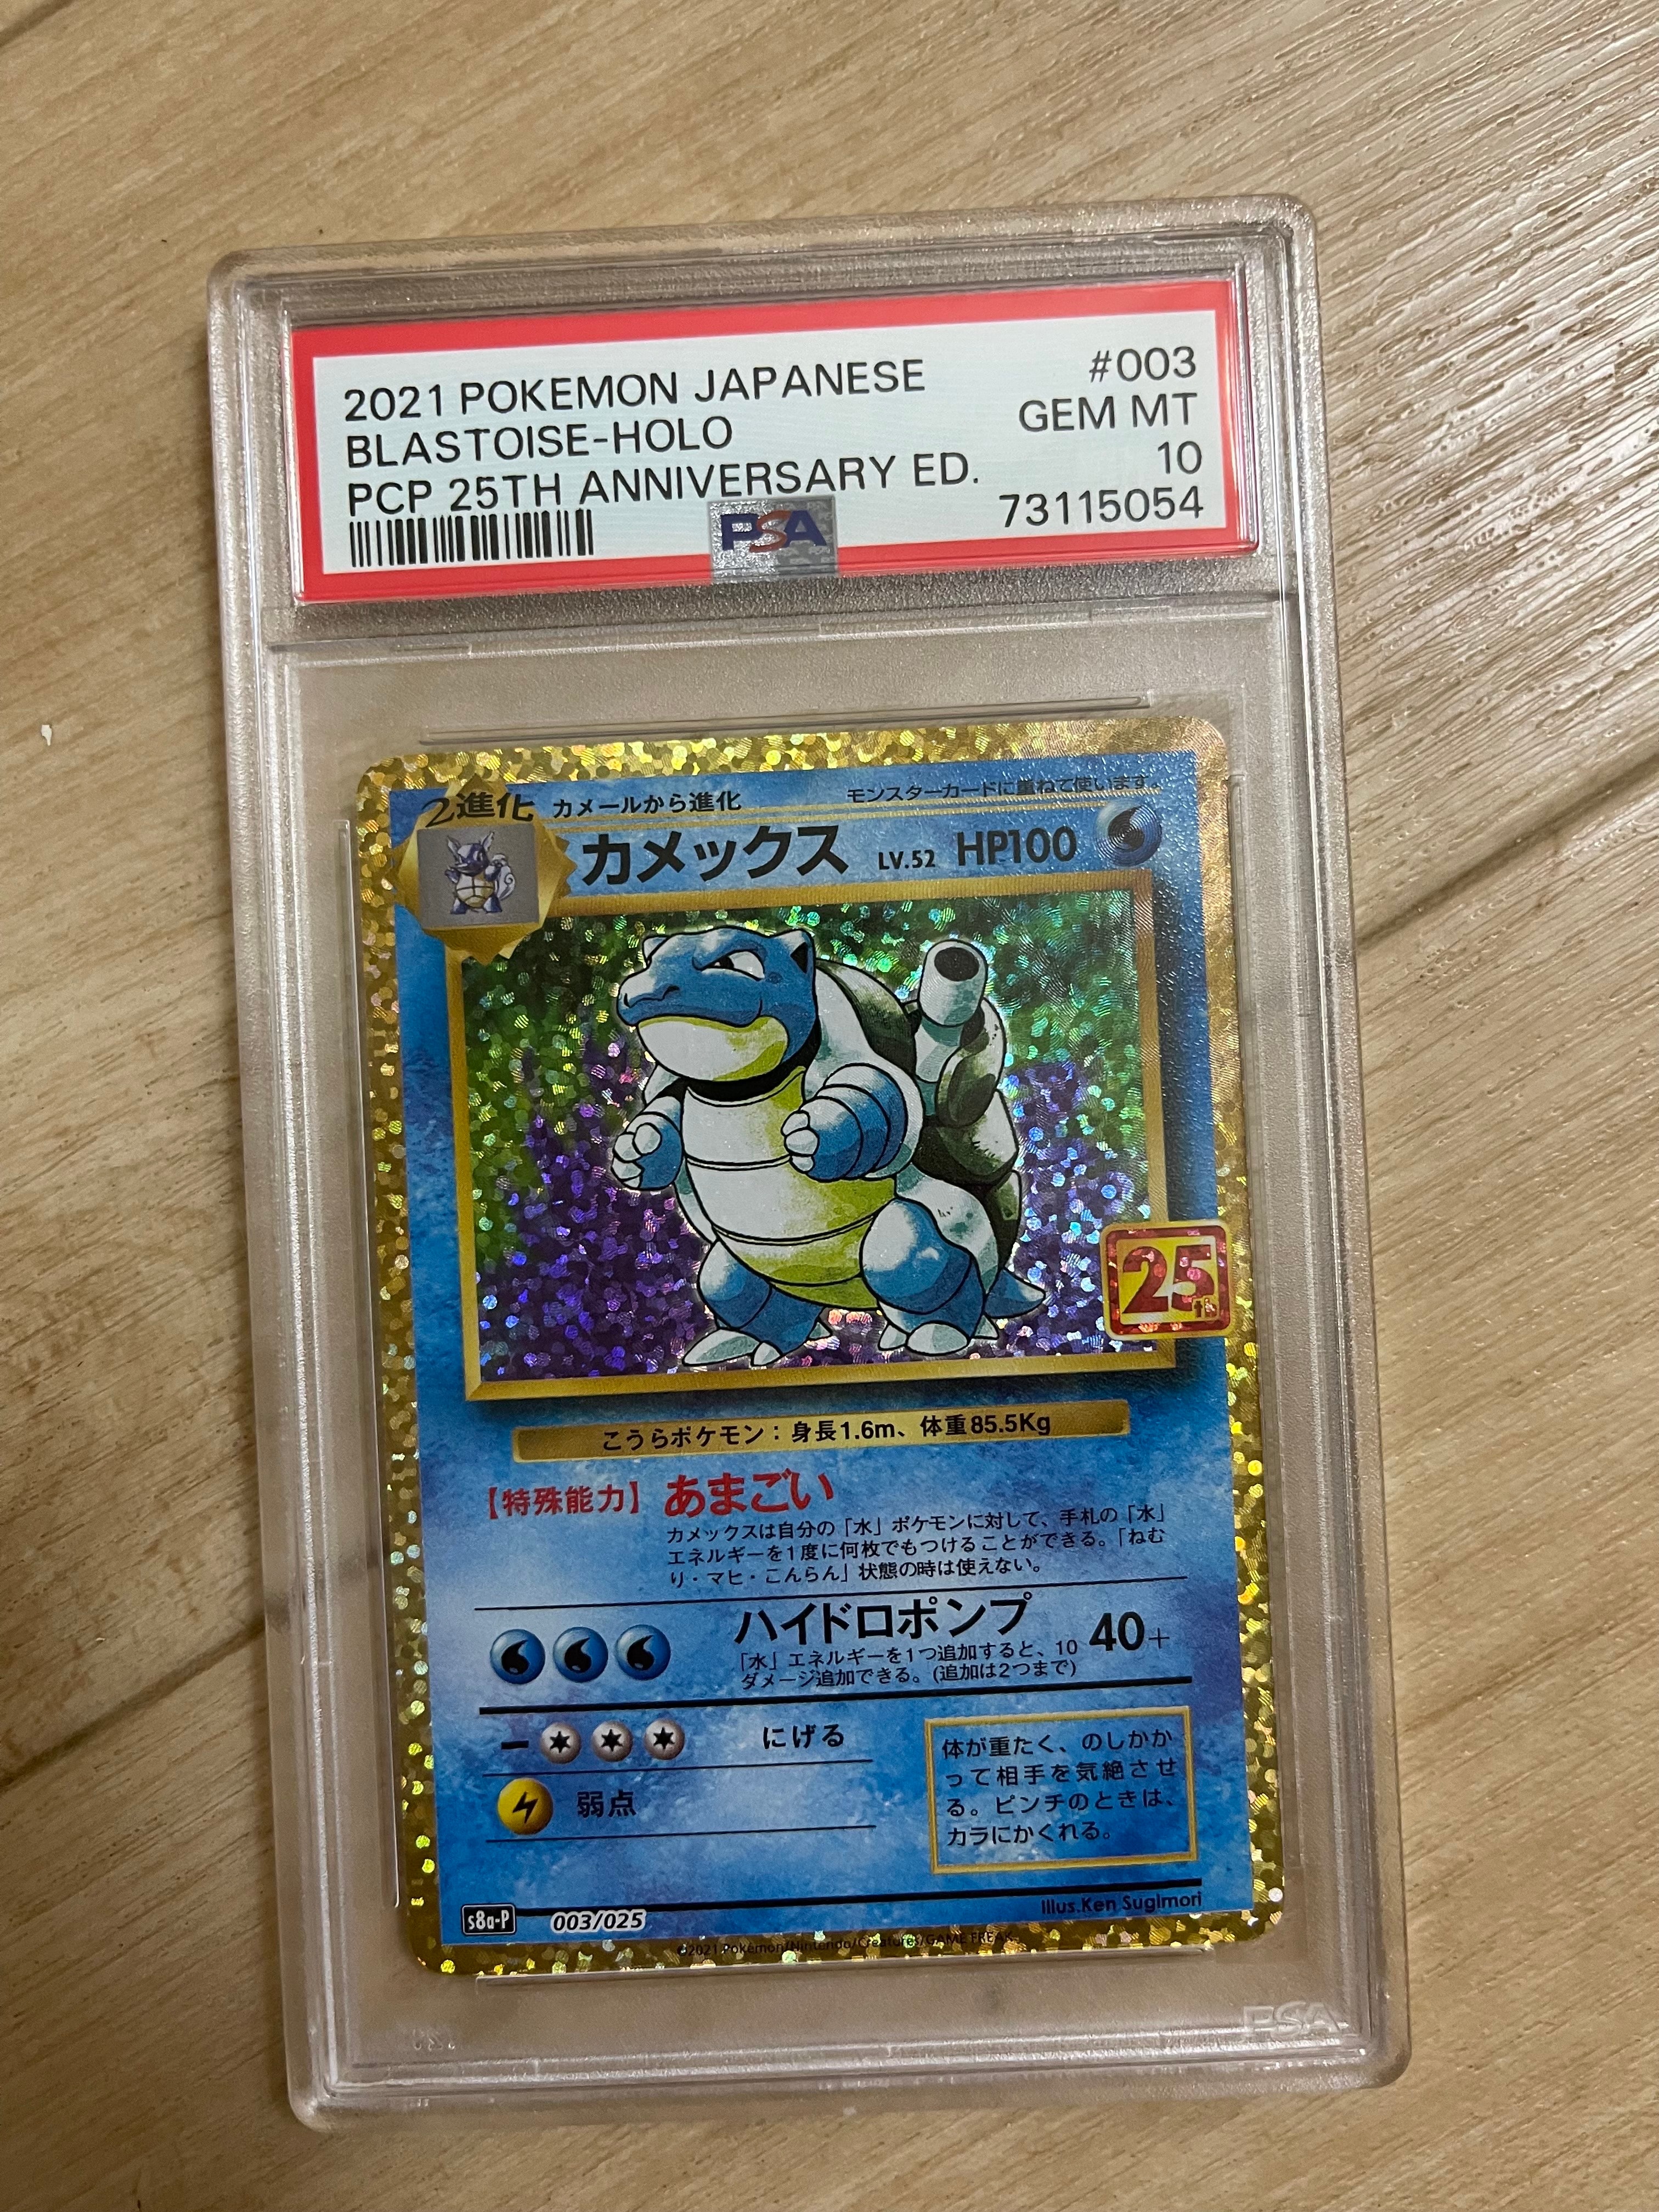 2021 POKEMON JAPANESE #003
BLASTOISE-HOLO GEM MT
PCP 25TH ANNIVERSARY ED. 10
PSA 73115054
2進化 カメールから進化 モンスターカードに重ねて使います。
カメックス LV.52 HP100
25th
こうらポケモン：身長1.6m、体重85.5Kg
【特殊能力】あまごい
カメックスは自分の「水」ポケモンに対して、手札の「水」
エネルギーを1度に何枚でもつけることができる。「ねむ
り・マヒ・こんらん」状態の時は使えない。
ハイドロポンプ 40+
「水」エネルギーを1つ追加すると、10
ダメージ追加できる。(追加は2つまで)
にげる
弱点
体が重たく、のしかか
って相手を気絶させ
る。ピンチのときは、
カラにかくれる。
Illus.Ken Sugimori
s8a-P 003/025
©2021 Pokémon/Nintendo/Creatures/GAME FREAK.
PSA